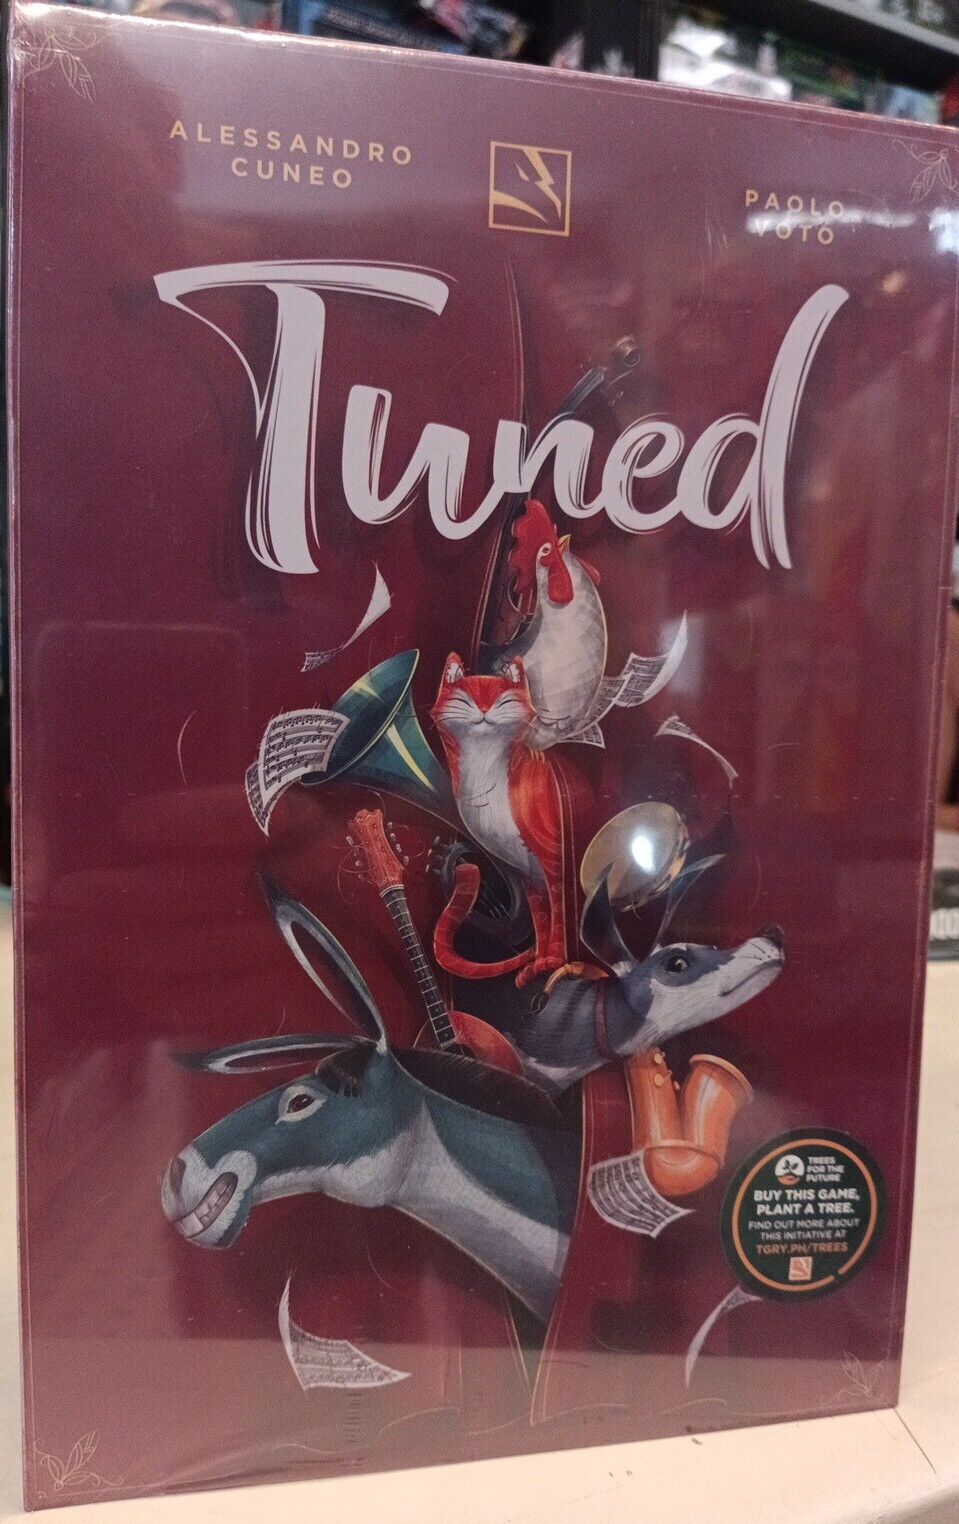 ALESSANDRO
CUNEO
PAOLO
VOTO
Tuned
TREES
FOR THE
FUTURE
BUY THIS GAME,
PLANT A TREE.
FIND OUT MORE ABOUT
THIS INITIATIVE AT
TGRY.PH/TREES